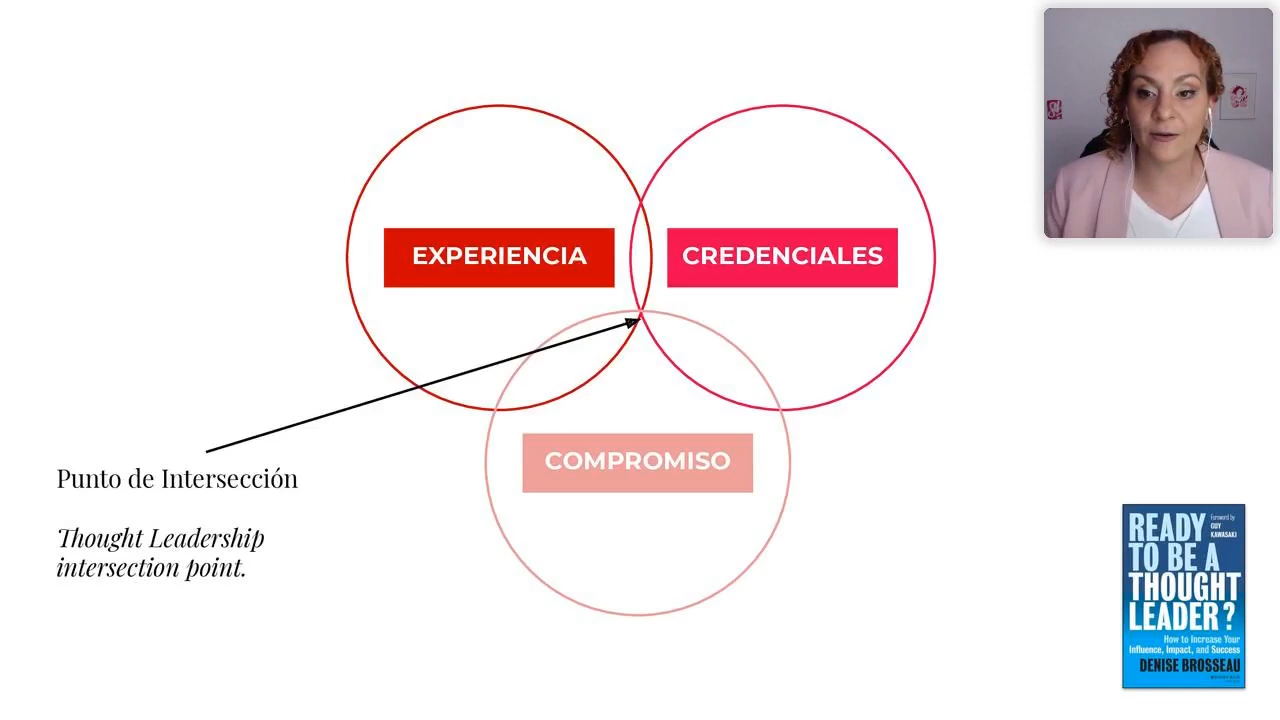 EXPERIENCIA
CREDENCIALES
COMPROMISO
Punto de Intersección
Thought Leadership
intersection point.
READY
Foreword by
GUY
KAWASAKI
TO BE A
THOUGHT
LEADER?
How to Increase Your
Influence, Impact, and Success
DENISE BROSSEAU